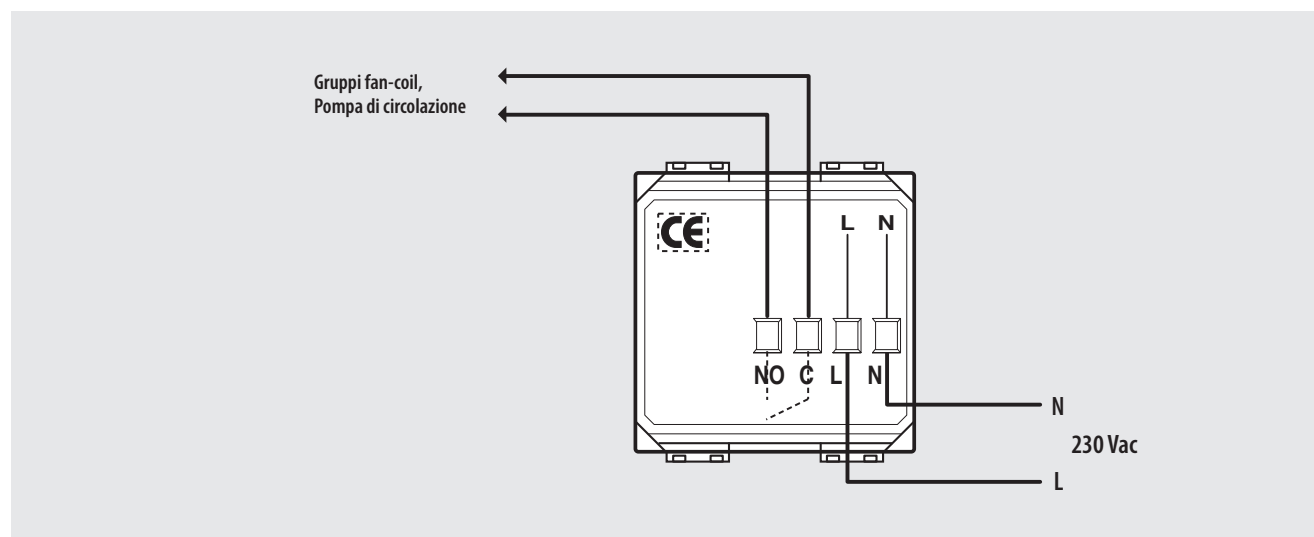 Gruppi fan-coil,
Pompa di circolazione
CE
L N
NO C L N
N
230 Vac
L